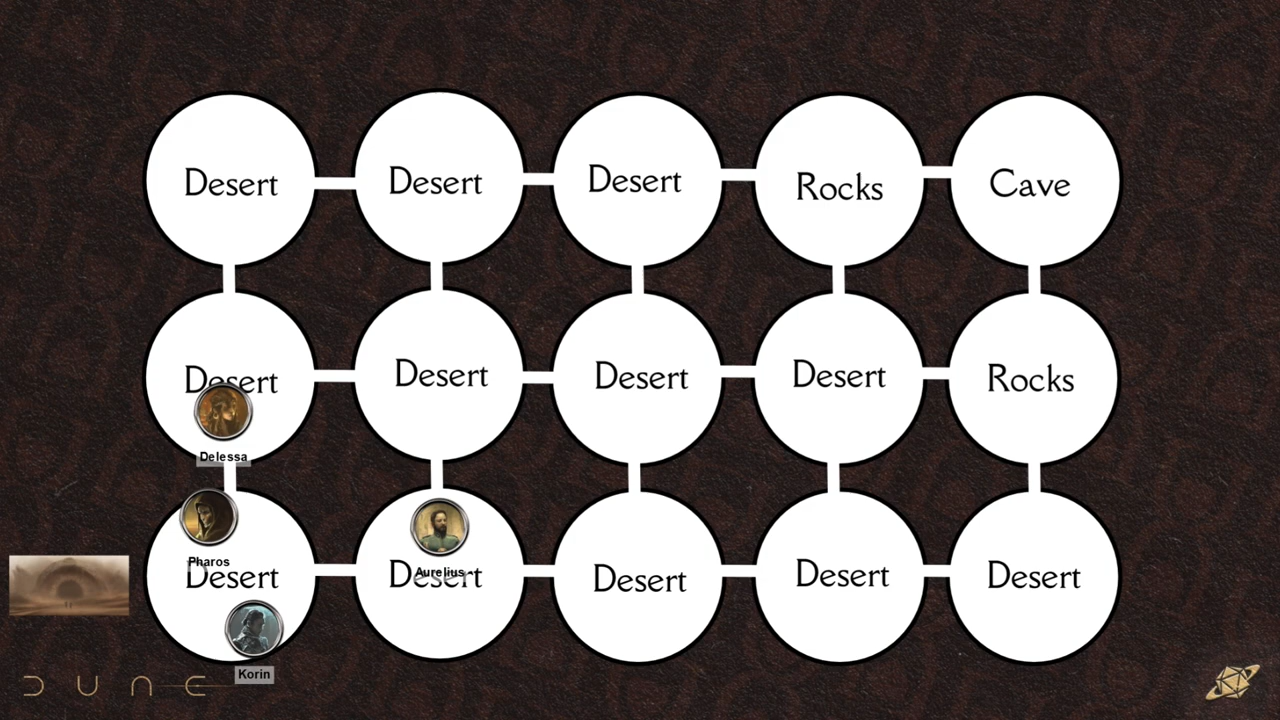 Desert Desert Desert Rocks Cave
Desert Desert Desert Desert Rocks
Delessa
Pharos
Aurelius
Desert Desert Desert Desert Desert
Korin
DUNE